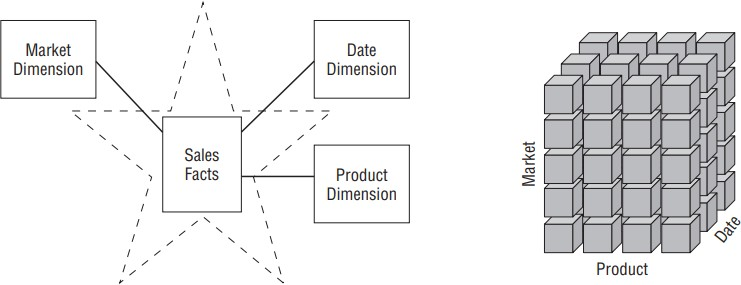 Market
Dimension
Date
Dimension
Sales
Facts
Product
Dimension
Market
Product
Date